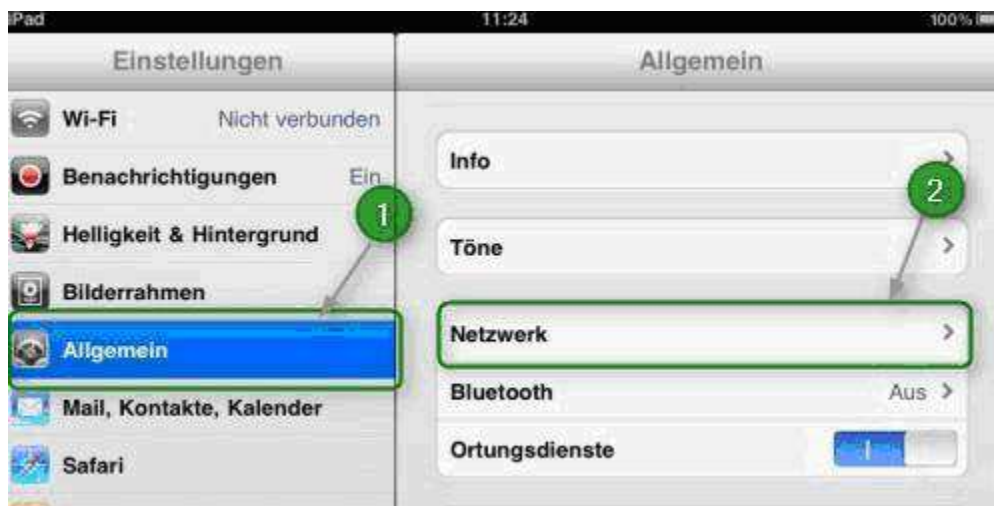 iPad 11:24 100%
Einstellungen
Wi-Fi Nicht verbunden
Benachrichtigungen Ein
1
Helligkeit & Hintergrund
Bilderrahmen
Allgemein
Mail, Kontakte, Kalender
Safari
Allgemein
Info
2
Töne
Netzwerk
Bluetooth Aus
Ortungsdienste